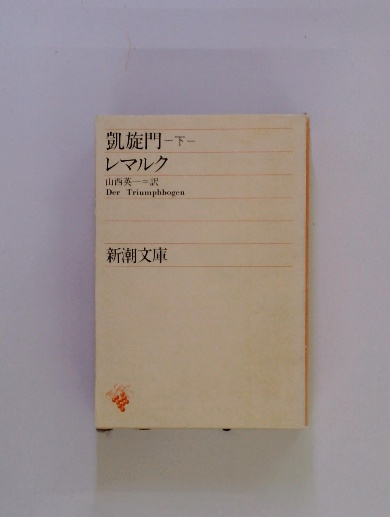 凱旋門—下—
レマルク
山西英一=訳
Der Triumphbogen
新潮文庫